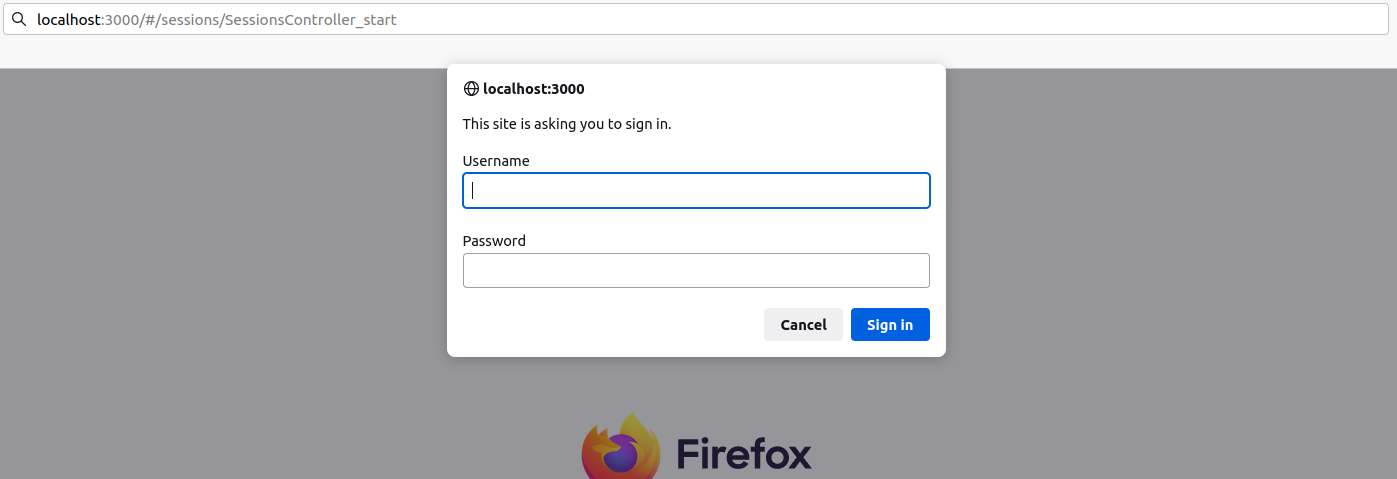 localhost:3000/#/sessions/SessionsController_start
localhost:3000
This site is asking you to sign in.
Username
Password
Cancel Sign in
Firefox